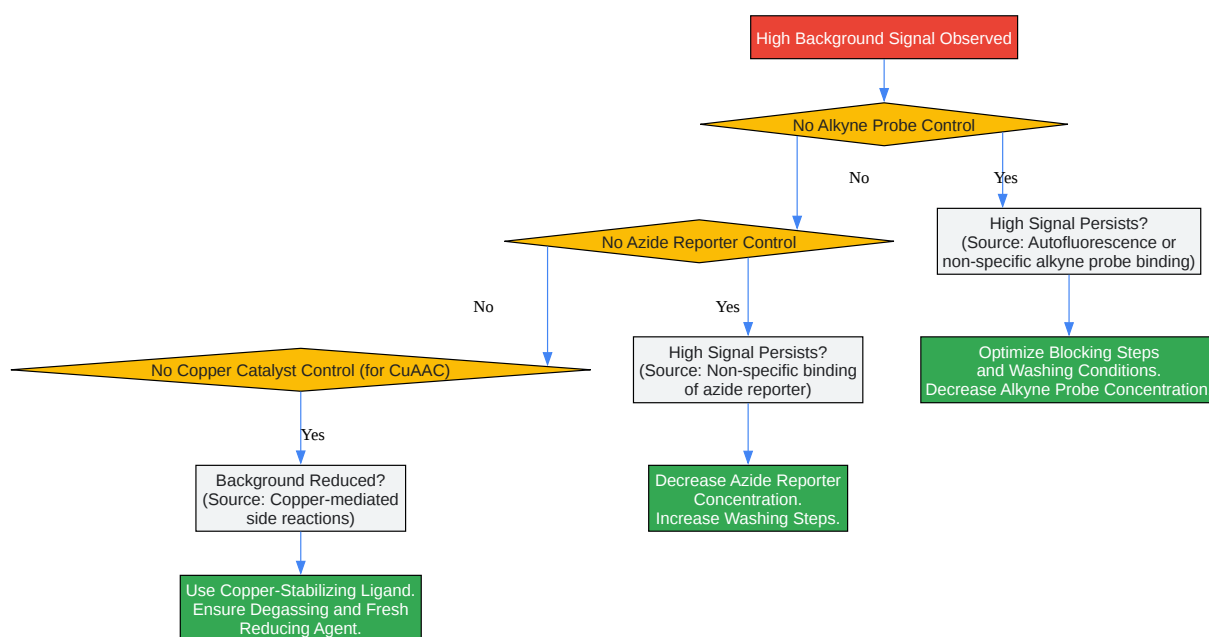 High Background Signal Observed
No Alkyne Probe Control
No
Yes
No Azide Reporter Control
High Signal Persists?
(Source: Autofluorescence or
non-specific alkyne probe binding)
No
Yes
No Copper Catalyst Control (for CuAAC)
High Signal Persists?
(Source: Non-specific binding
of azide reporter)
Optimize Blocking Steps
and Washing Conditions.
Decrease Alkyne Probe Concentration
Yes
Background Reduced?
(Source: Copper-mediated
side reactions)
Decrease Azide Reporter
Concentration.
Increase Washing Steps.
Use Copper-Stabilizing Ligand.
Ensure Degassing and Fresh
Reducing Agent.